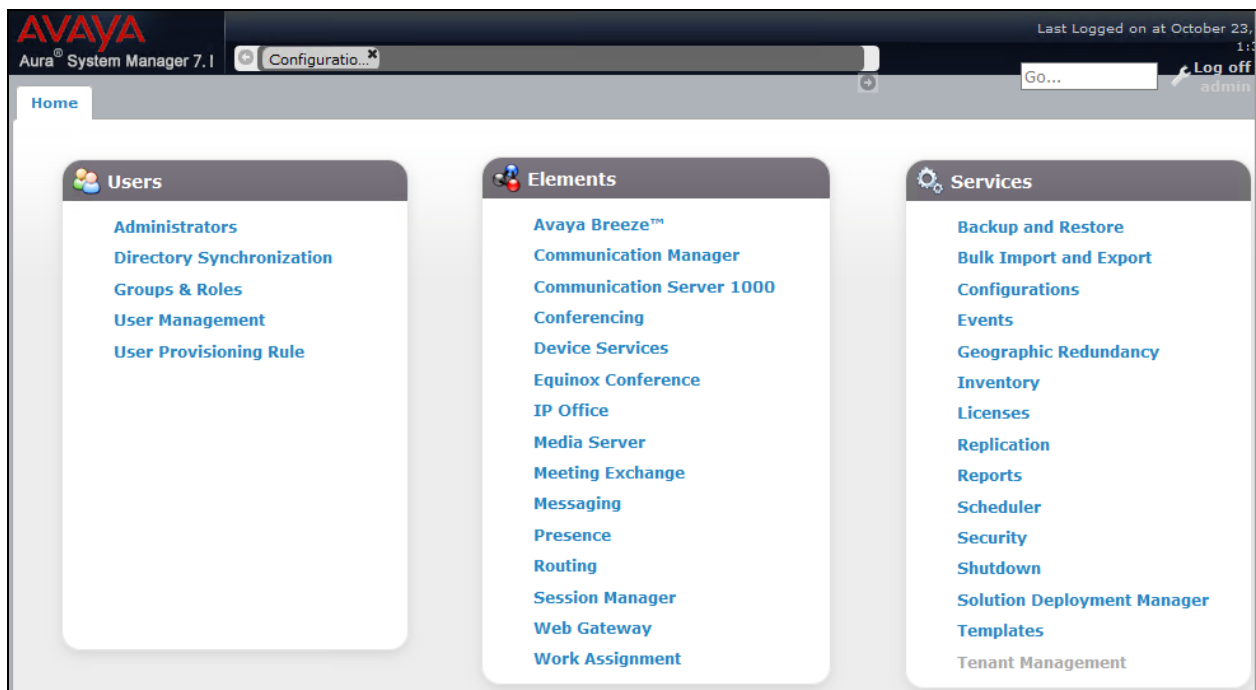 AVAYA
Aura® System Manager 7.1
Configuratio...
Last Logged on at October 23,
Go...
Log off
admin
Home
Users
Administrators
Directory Synchronization
Groups & Roles
User Management
User Provisioning Rule
Elements
Avaya Breeze™
Communication Manager
Communication Server 1000
Conferencing
Device Services
Equinox Conference
IP Office
Media Server
Meeting Exchange
Messaging
Presence
Routing
Session Manager
Web Gateway
Work Assignment
Services
Backup and Restore
Bulk Import and Export
Configurations
Events
Geographic Redundancy
Inventory
Licenses
Replication
Reports
Scheduler
Security
Shutdown
Solution Deployment Manager
Templates
Tenant Management